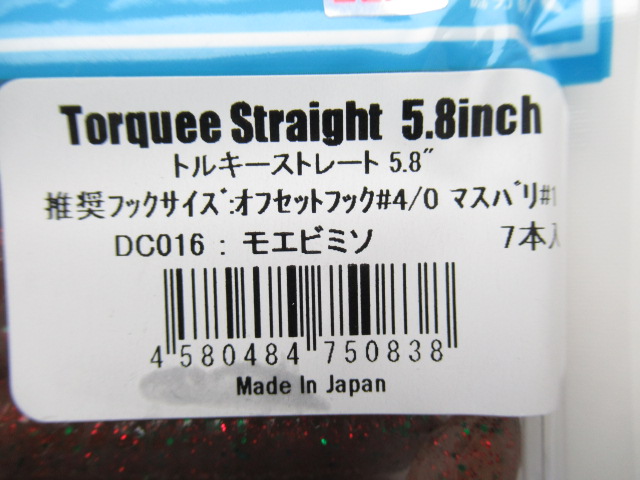 Torquee Straight 5.8inch
トルキーストレート 5.8"
推奨フックサイズ:オフセットフック#4/0 マスバリ#1
DC016 : モエビミソ 7本入
4 580484 750838
Made In Japan